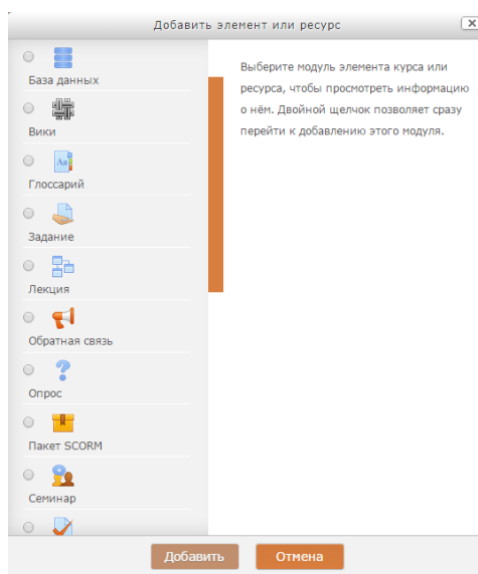 Добавить элемент или ресурс
База данных
Вики
Глоссарий
Задание
Лекция
Обратная связь
Опрос
Пакет SCORM
Семинар
Выберите модуль элемента курса или
ресурса, чтобы просмотреть информацию
о нём. Двойной щелчок позволяет сразу
перейти к добавлению этого модуля.
Добавить
Отмена